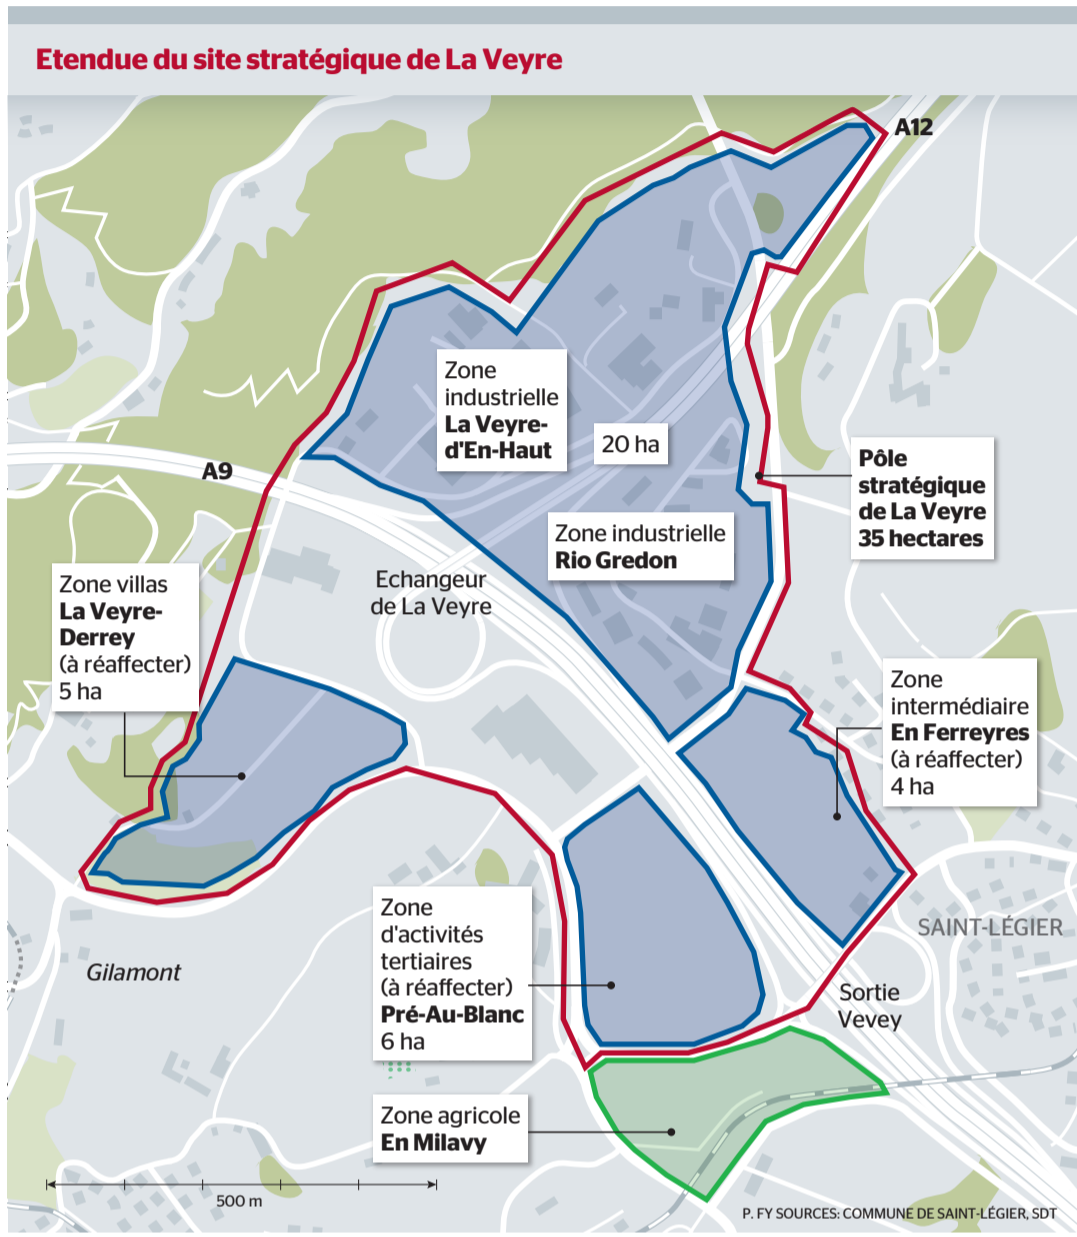 Etendue du site stratégique de La Veyre
A12
Zone
industrielle
La Veyre-
d'En-Haut
20 ha
A9
Pôle
stratégique
de La Veyre
35 hectares
Zone industrielle
Rio Gredon
Echangeur
de La Veyre
Zone villas
La Veyre-
Derrey
(à réaffecter)
5 ha
Zone
intermédiaire
En Ferreyres
(à réaffecter)
4 ha
Zone
d'activités
tertiaires
(à réaffecter)
Pré-Au-Blanc
6 ha
SAINT-LÉGIER
Gilamont
Sortie
Vevey
Zone agricole
En Milavy
500 m
P. FY SOURCES: COMMUNE DE SAINT-LÉGIER, SDT